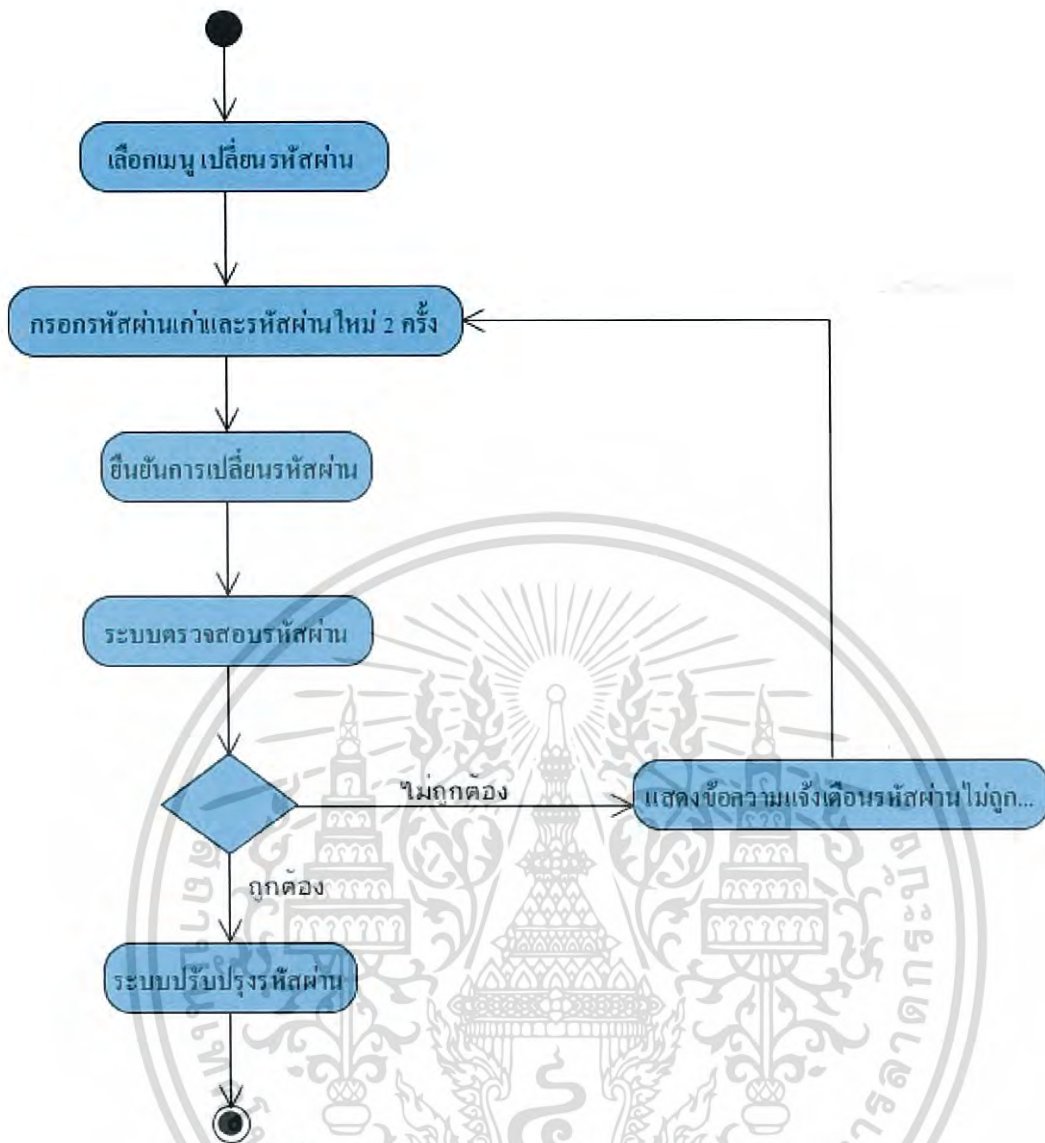 เลือกเมนู เปลี่ยนรหัสผ่าน
กรอกรหัสผ่านเก่าและรหัสผ่านใหม่ 2 ครั้ง
ยืนยันการเปลี่ยนรหัสผ่าน
ระบบตรวจสอบรหัสผ่าน
ไม่ถูกต้อง
แสดงข้อความแจ้งเตือนรหัสผ่านไม่ถูก...
ถูกต้อง
ระบบปรับปรุงรหัสผ่าน